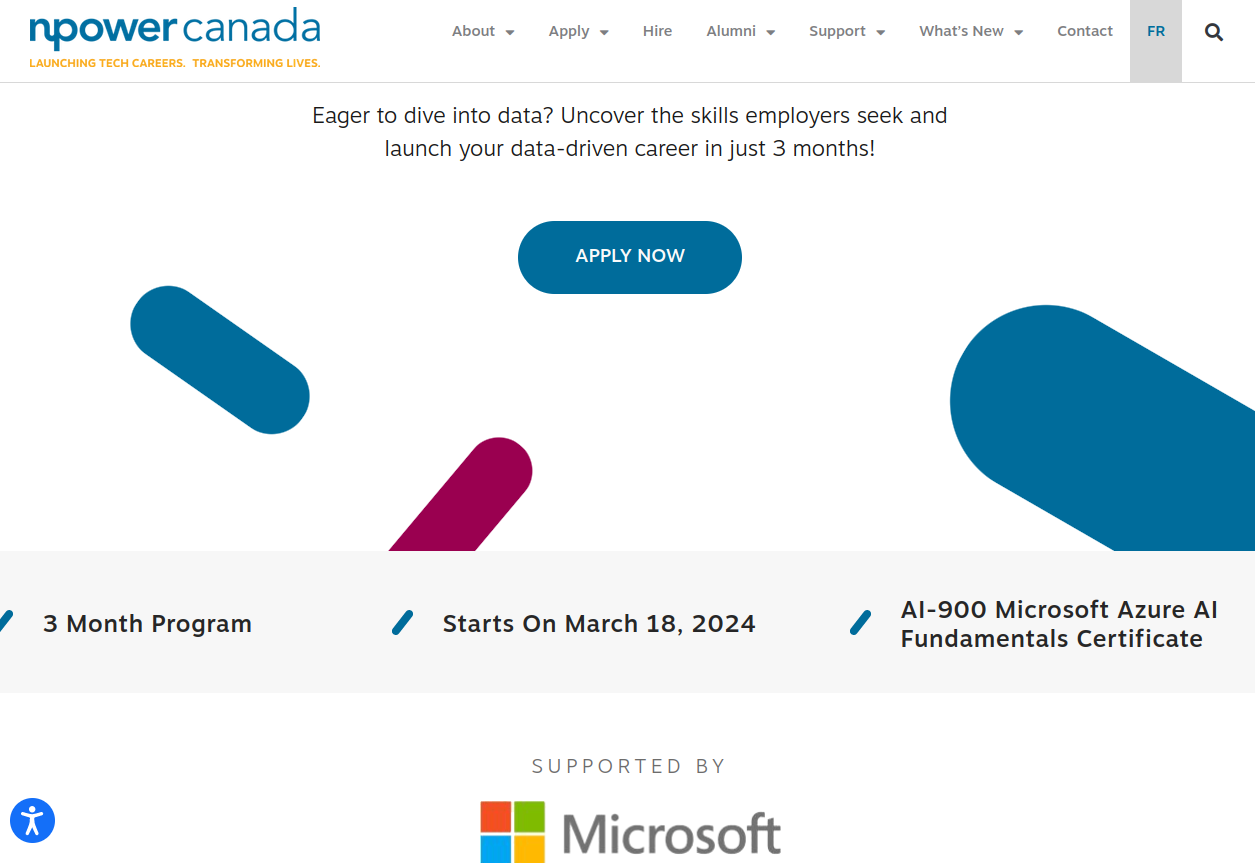 npower canada
LAUNCHING TECH CAREERS. TRANSFORMING LIVES.
About Apply Hire Alumni Support What's New Contact FR
Eager to dive into data? Uncover the skills employers seek and
launch your data-driven career in just 3 months!
APPLY NOW
3 Month Program
Starts On March 18, 2024
AI-900 Microsoft Azure AI
Fundamentals Certificate
SUPPORTED BY
Microsoft